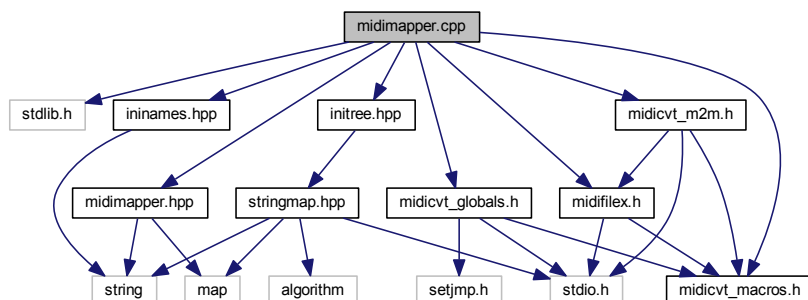 midimapper.cpp
stdlib.h
ininames.hpp
initree.hpp
midicvt_m2m.h
midimapper.hpp
stringmap.hpp
midicvt_globals.h
midifilex.h
string
map
algorithm
setjmp.h
stdio.h
midicvt_macros.h